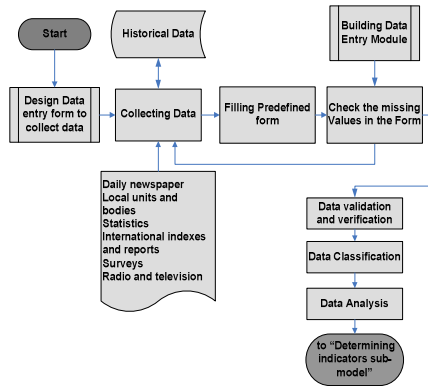 Start
Historical Data
Building Data
Entry Module
Design Data
entry form to
collect data
Collecting Data
Filling Predefined
form
Check the missing
Values in the Form
Daily newspaper
Local units and
bodies
Statistics
International indexes
and reports
Surveys
Radio and television
Data validation
and verification
Data Classification
Data Analysis
to “Determining
indicators sub-
model”